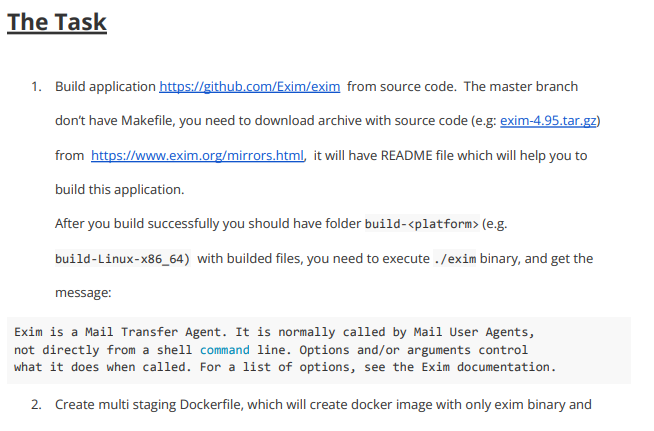 The Task
1. Build application https://github.com/Exim/exim from source code. The master branch
don't have Makefile, you need to download archive with source code (e.g: exim-4.95.tar.gz)
from https://www.exim.org/mirrors.html, it will have README file which will help you to
build this application.
After you build successfully you should have folder build-<platform> (e.g.
build-Linux-x86_64) with builded files, you need to execute ./exim binary, and get the
message:
Exim is a Mail Transfer Agent. It is normally called by Mail User Agents,
not directly from a shell command line. Options and/or arguments control
what it does when called. For a list of options, see the Exim documentation.
2. Create multi staging Dockerfile, which will create docker image with only exim binary and